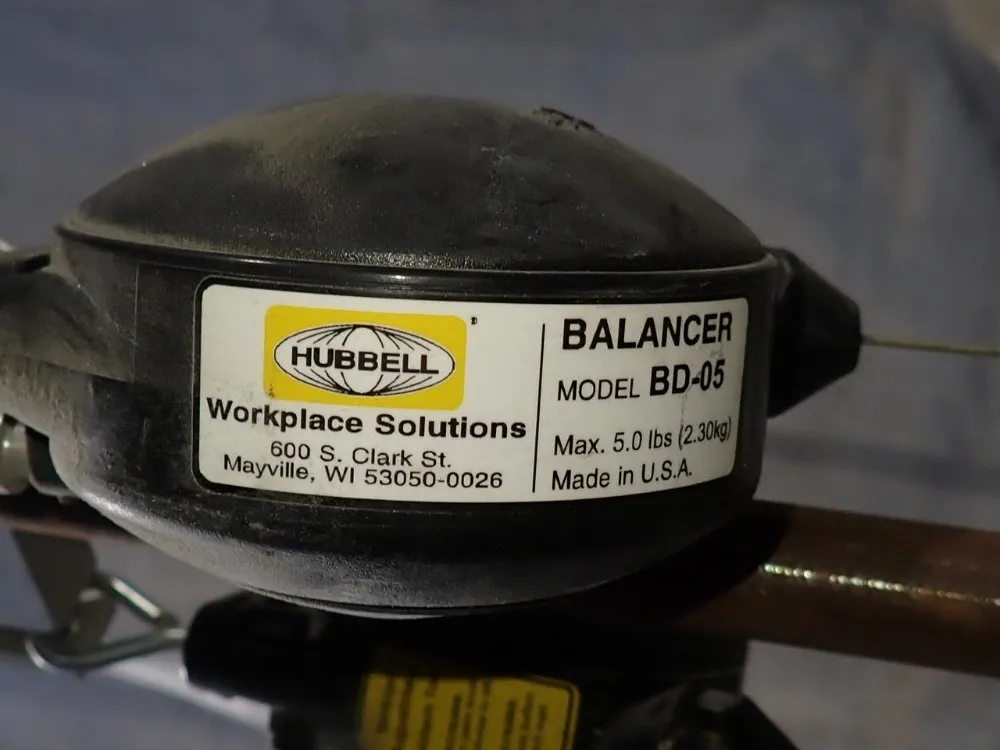 HUBBELL
Workplace Solutions
600 S. Clark St.
Mayville, WI 53050-0026
BALANCER
MODEL BD-05
Max. 5.0 lbs (2.30kg)
Made in U.S.A.